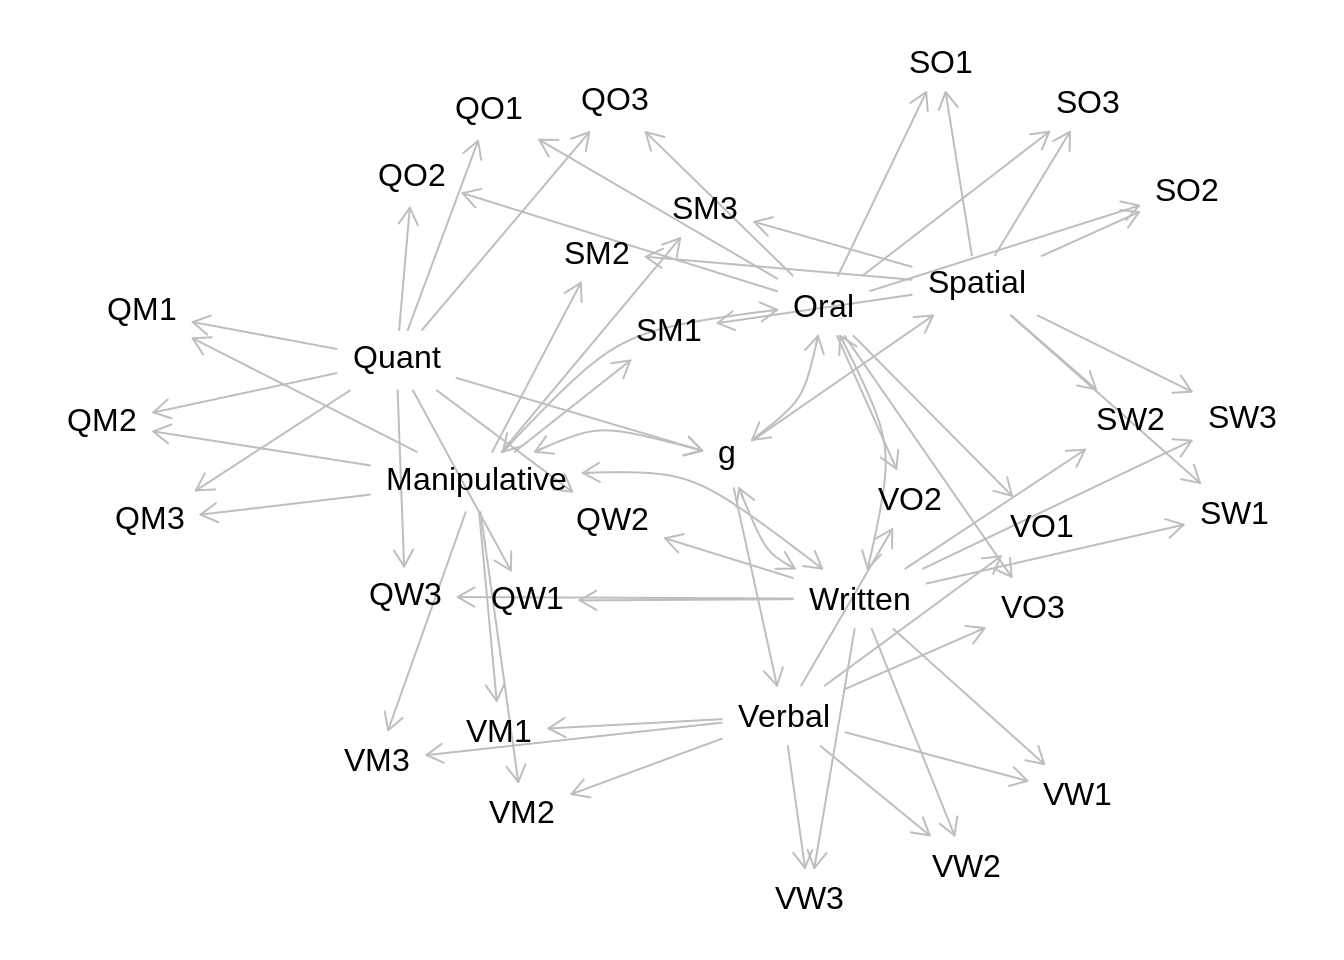 SO1
QO3
SO3
QO1
QO2
SO2
SM3
SM2
Spatial
Oral
QM1
SM1
Quant
SW3
SW2
QM2
g
Manipulative
VO2
SW1
QM3
QW2
VO1
QW3
QW1
Written
VO3
Verbal
VM1
VM3
VW1
VM2
VW2
VW3